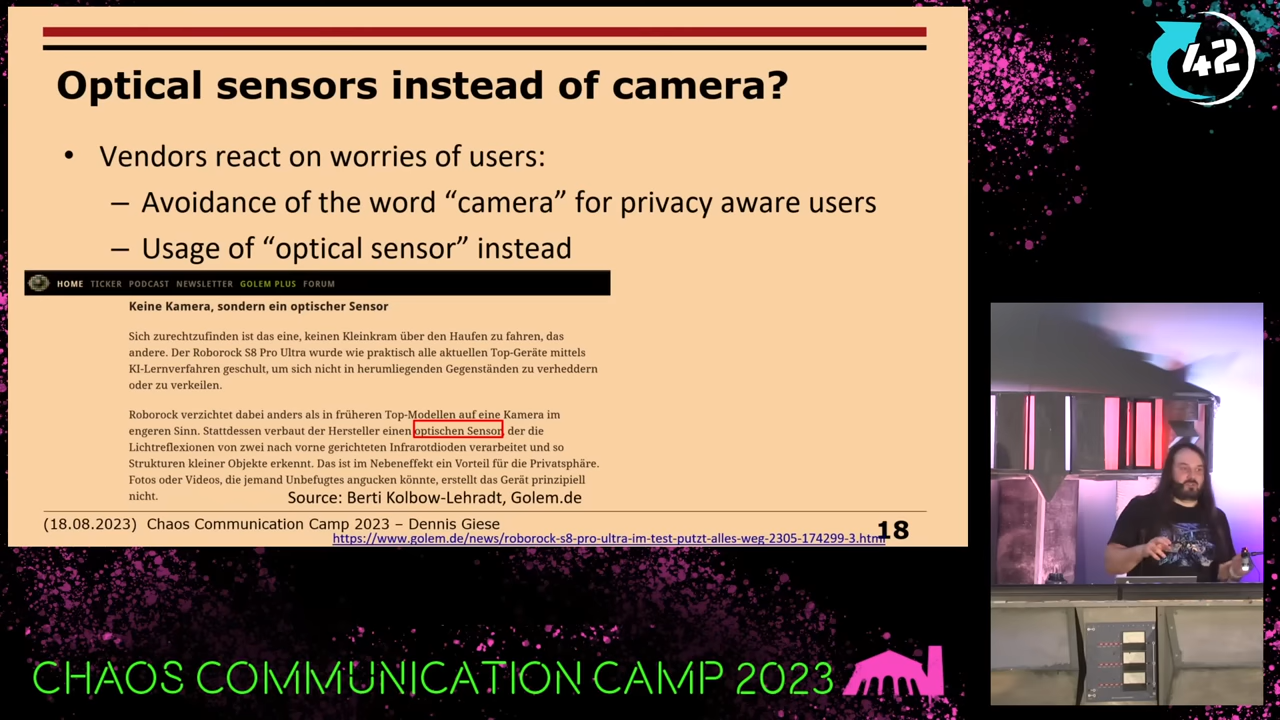 Optical sensors instead of camera?
• Vendors react on worries of users:
– Avoidance of the word “camera” for privacy aware users
– Usage of “optical sensor” instead
HOME TICKER PODCAST NEWSLETTER GOLEM PLUS FORUM
Keine Kamera, sondern ein optischer Sensor
Sich zurechtzufinden ist das eine, keinen Kleinkram über den Haufen zu fahren, das
andere. Der Roborock S8 Pro Ultra wurde wie praktisch alle aktuellen Top-Geräte mittels
KI-Lernverfahren geschult, um sich nicht in herumliegenden Gegenständen zu verheddern
oder zu verkeilen.
Roborock verzichtet dabei anders als in früheren Top-Modellen auf eine Kamera im
engeren Sinn. Stattdessen verbaut der Hersteller einen optischen Sensor, der die
Lichtreflexionen von zwei nach vorne gerichteten Infrarotdioden verarbeitet und so
Strukturen kleiner Objekte erkennt. Das ist im Nebeneffekt ein Vorteil für die Privatsphäre.
Fotos oder Videos, die jemand Unbefugtes angucken könnte, erstellt das Gerät prinzipiell
nicht.
Source: Berti Kolbow-Lehradt, Golem.de
(18.08.2023) Chaos Communication Camp 2023 – Dennis Giese
https://www.golem.de/news/roborock-s8-pro-ultra-im-test-putzt-alles-weg-2305-174299-3.html
18
42
CHAOS COMMUNICATION CAMP 2023